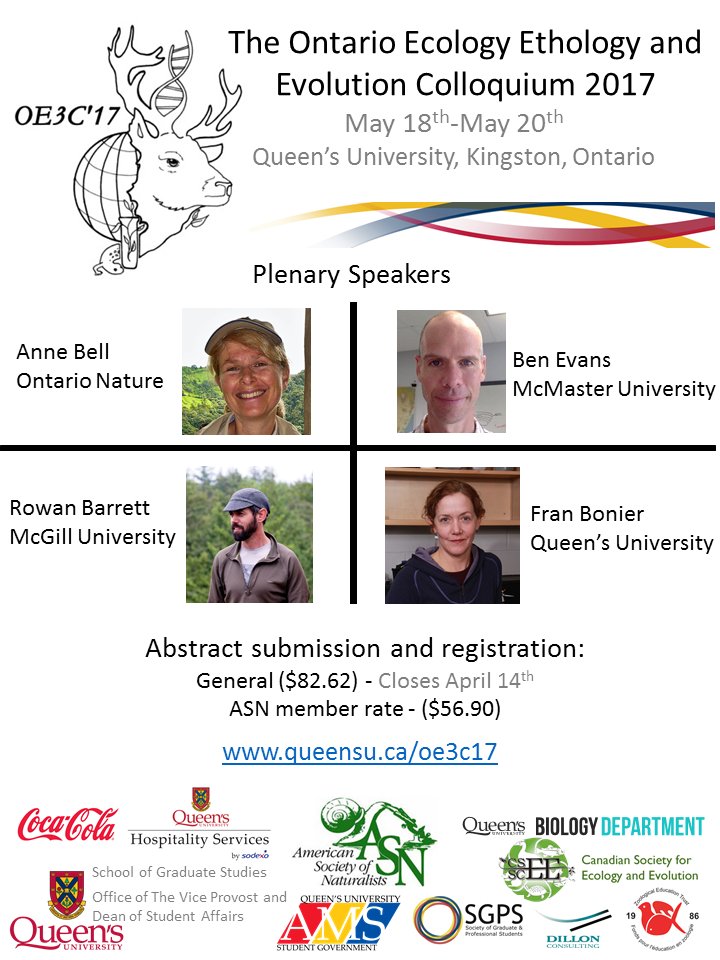 The Ontario Ecology Ethology and
Evolution Colloquium 2017
OE3C'17
May 18th-May 20th
Queen's University, Kingston, Ontario
Plenary Speakers
Anne Bell
Ontario Nature
Ben Evans
McMaster University
Rowan Barrett
McGill University
Fran Bonier
Queen's University
Abstract submission and registration:
General ($82.62) - Closes April 14th
ASN member rate - ($56.90)
www.queensu.ca/oe3c17
Coca-Cola
Queen's
UNIVERSITY
Hospitality Services
by sodexo
American
Society of
Naturalists
ASN
Queen's
UNIVERSITY
BIOLOGY DEPARTMENT
CSEE
SCEE
Canadian Society for
Ecology and Evolution
School of Graduate Studies
Office of The Vice Provost and
Dean of Student Affairs
Queen's
UNIVERSITY
QUEEN'S UNIVERSITY
AMS
STUDENT GOVERNMENT
SGPS
Society of Graduate &
Professional Students
DILLON
CONSULTING
Zoological Education Trust
19 86
Fonds pour l'éducation en zoologie